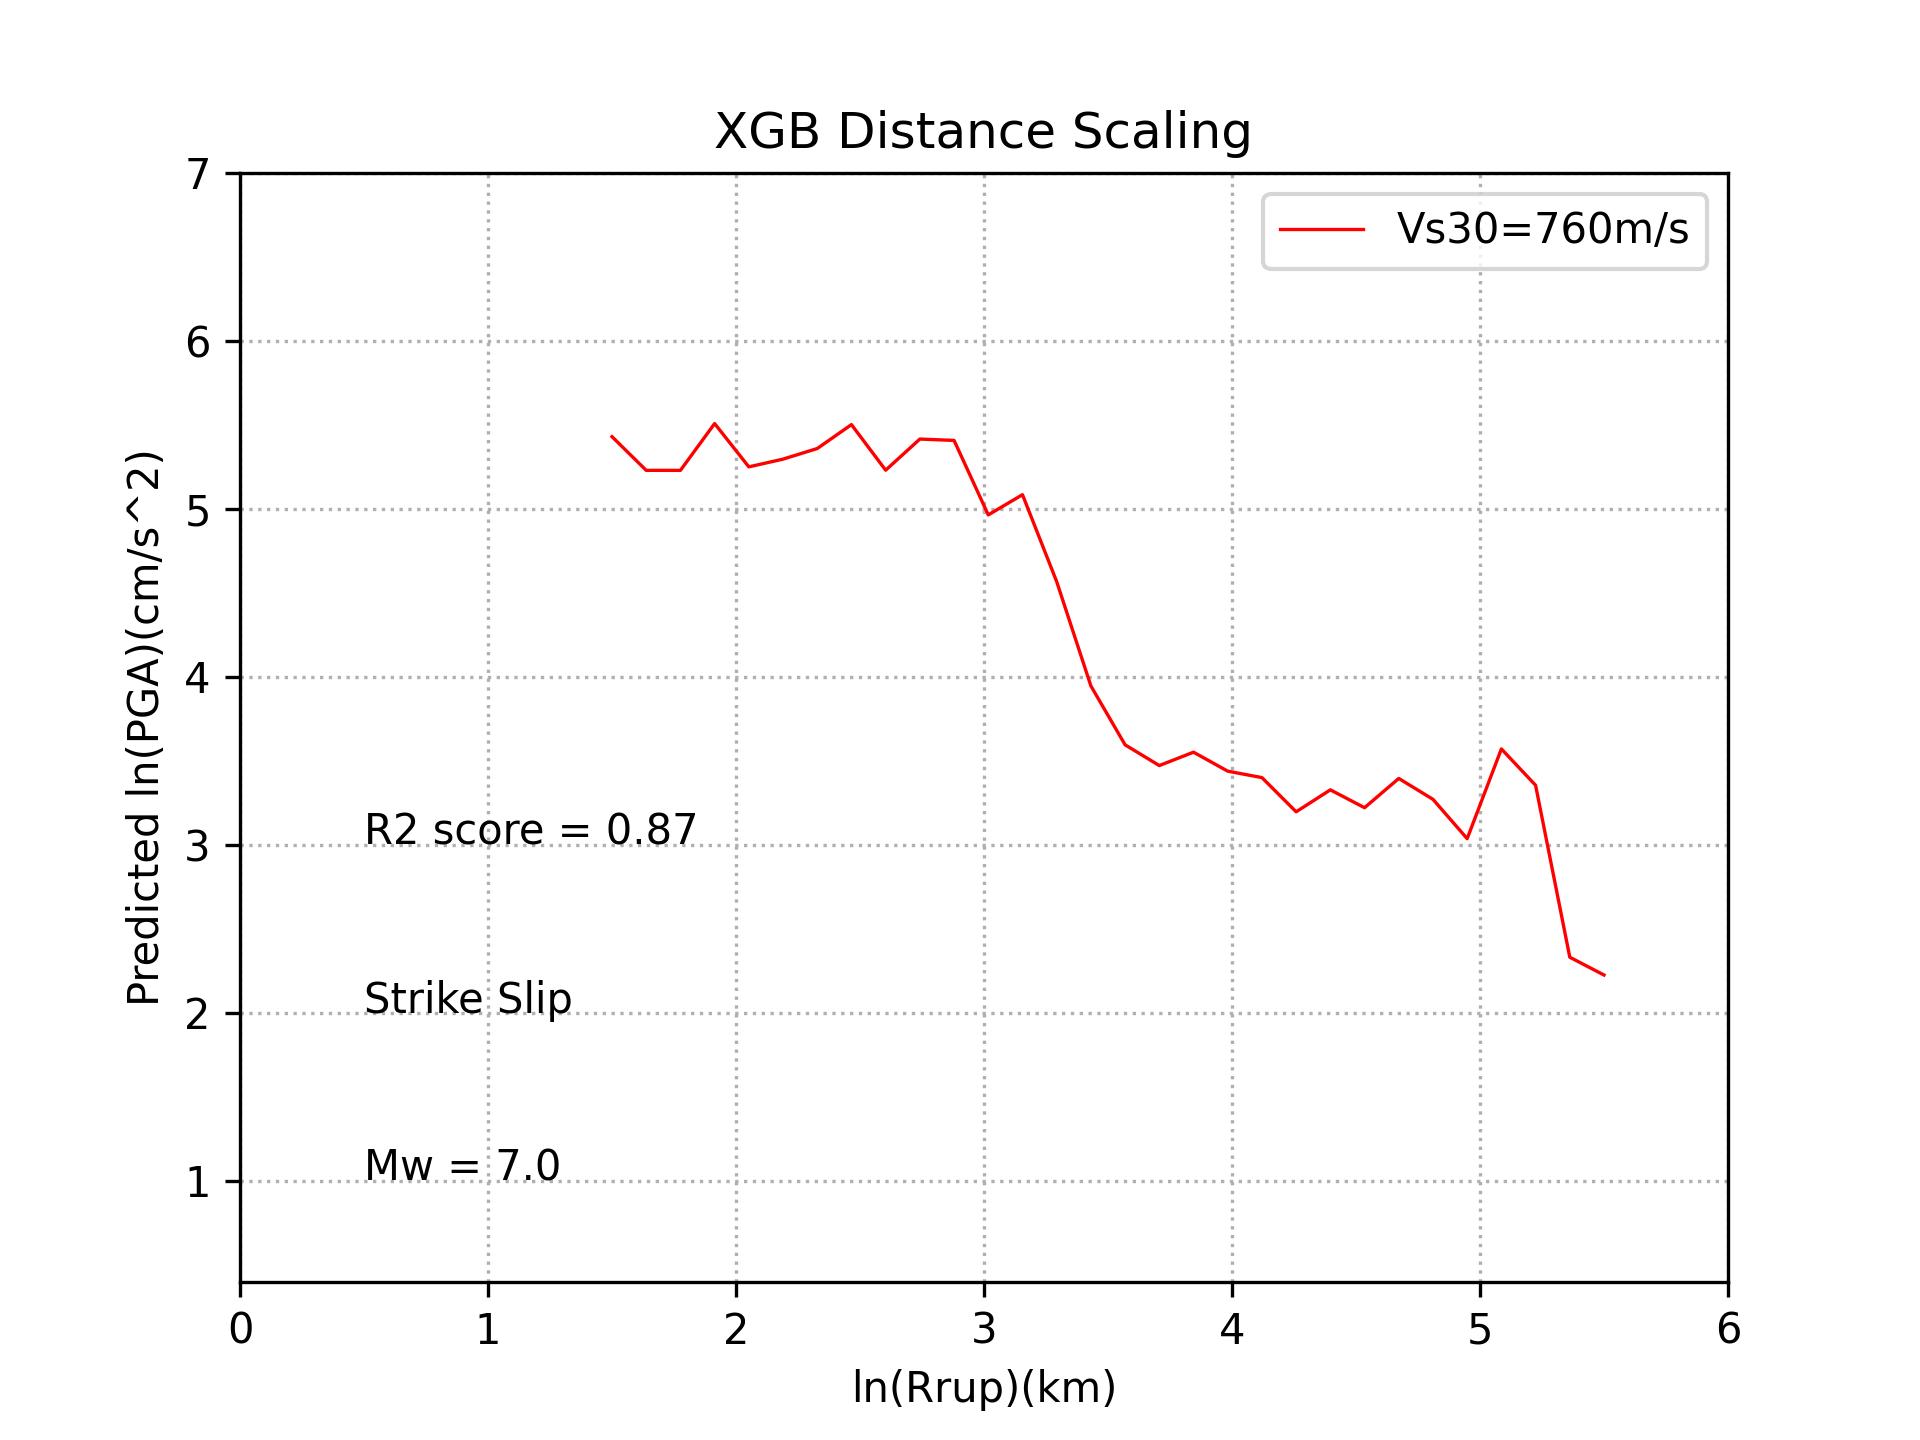 XGB Distance Scaling
7
6
5
4
3
2
1
Predicted ln(PGA)(cm/s^2)
Vs30=760m/s
R2 score = 0.87
Strike Slip
Mw = 7.0
0 1 2 3 4 5 6
ln(Rrup)(km)